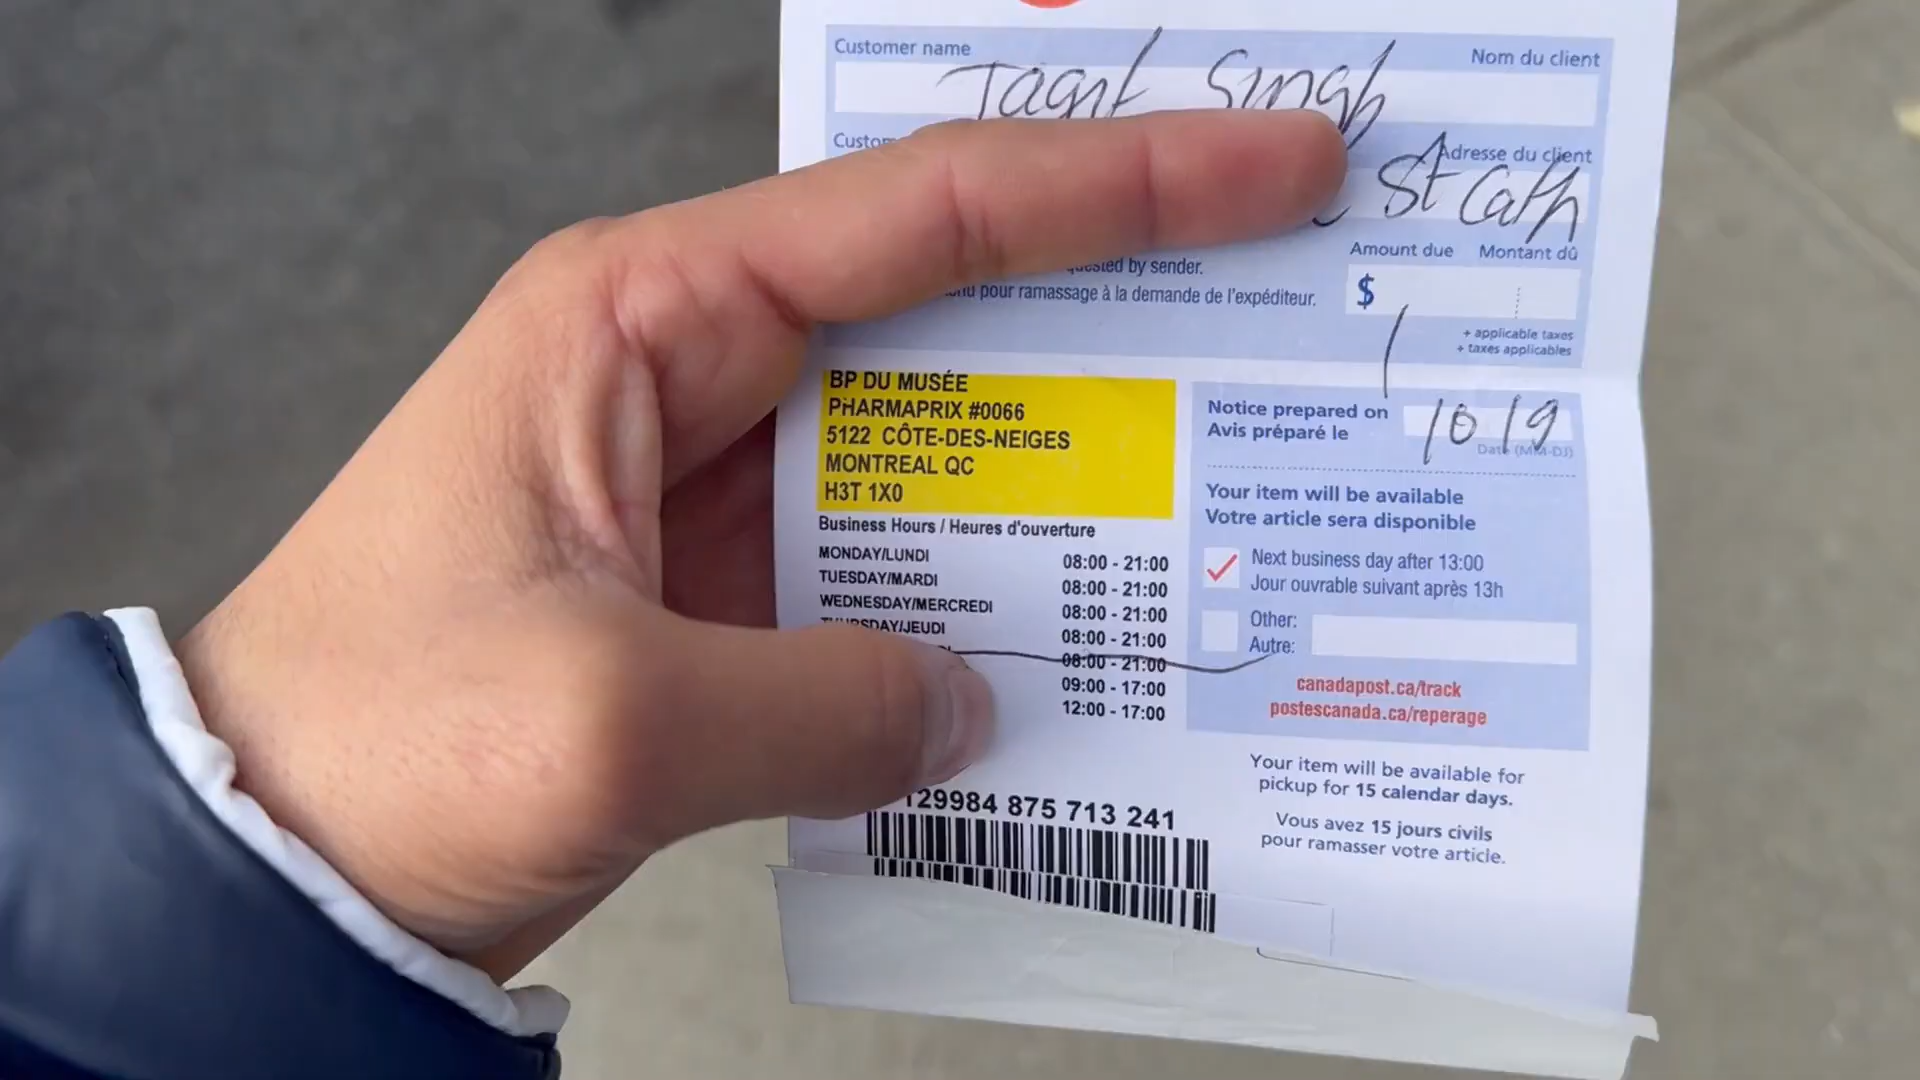 Customer name Nom du client
Singh
Adresse du client
St Cath
Amount due Montant dû
$
by sender.
pour ramassage à la demande de l'expéditeur.
+ applicable taxes
+ taxes applicables
BP DU MUSÉE
PHARMAPRIX #0066
5122 CÔTE-DES-NEIGES
MONTREAL QC
H3T 1X0
Business Hours / Heures d'ouverture
MONDAY/LUNDI 08:00 - 21:00
TUESDAY/MARDI 08:00 - 21:00
WEDNESDAY/MERCREDI 08:00 - 21:00
THURSDAY/JEUDI 08:00 - 21:00
08:00 - 21:00
09:00 - 17:00
12:00 - 17:00
129984 875 713 241
Notice prepared on
Avis préparé le
10 19
Date (MM-DJ)
Your item will be available
Votre article sera disponible
Next business day after 13:00
Jour ouvrable suivant après 13h
Other:
Autre:
canadapost.ca/track
postescanada.ca/reperage
Your item will be available for
pickup for 15 calendar days.
Vous avez 15 jours civils
pour ramasser votre article.